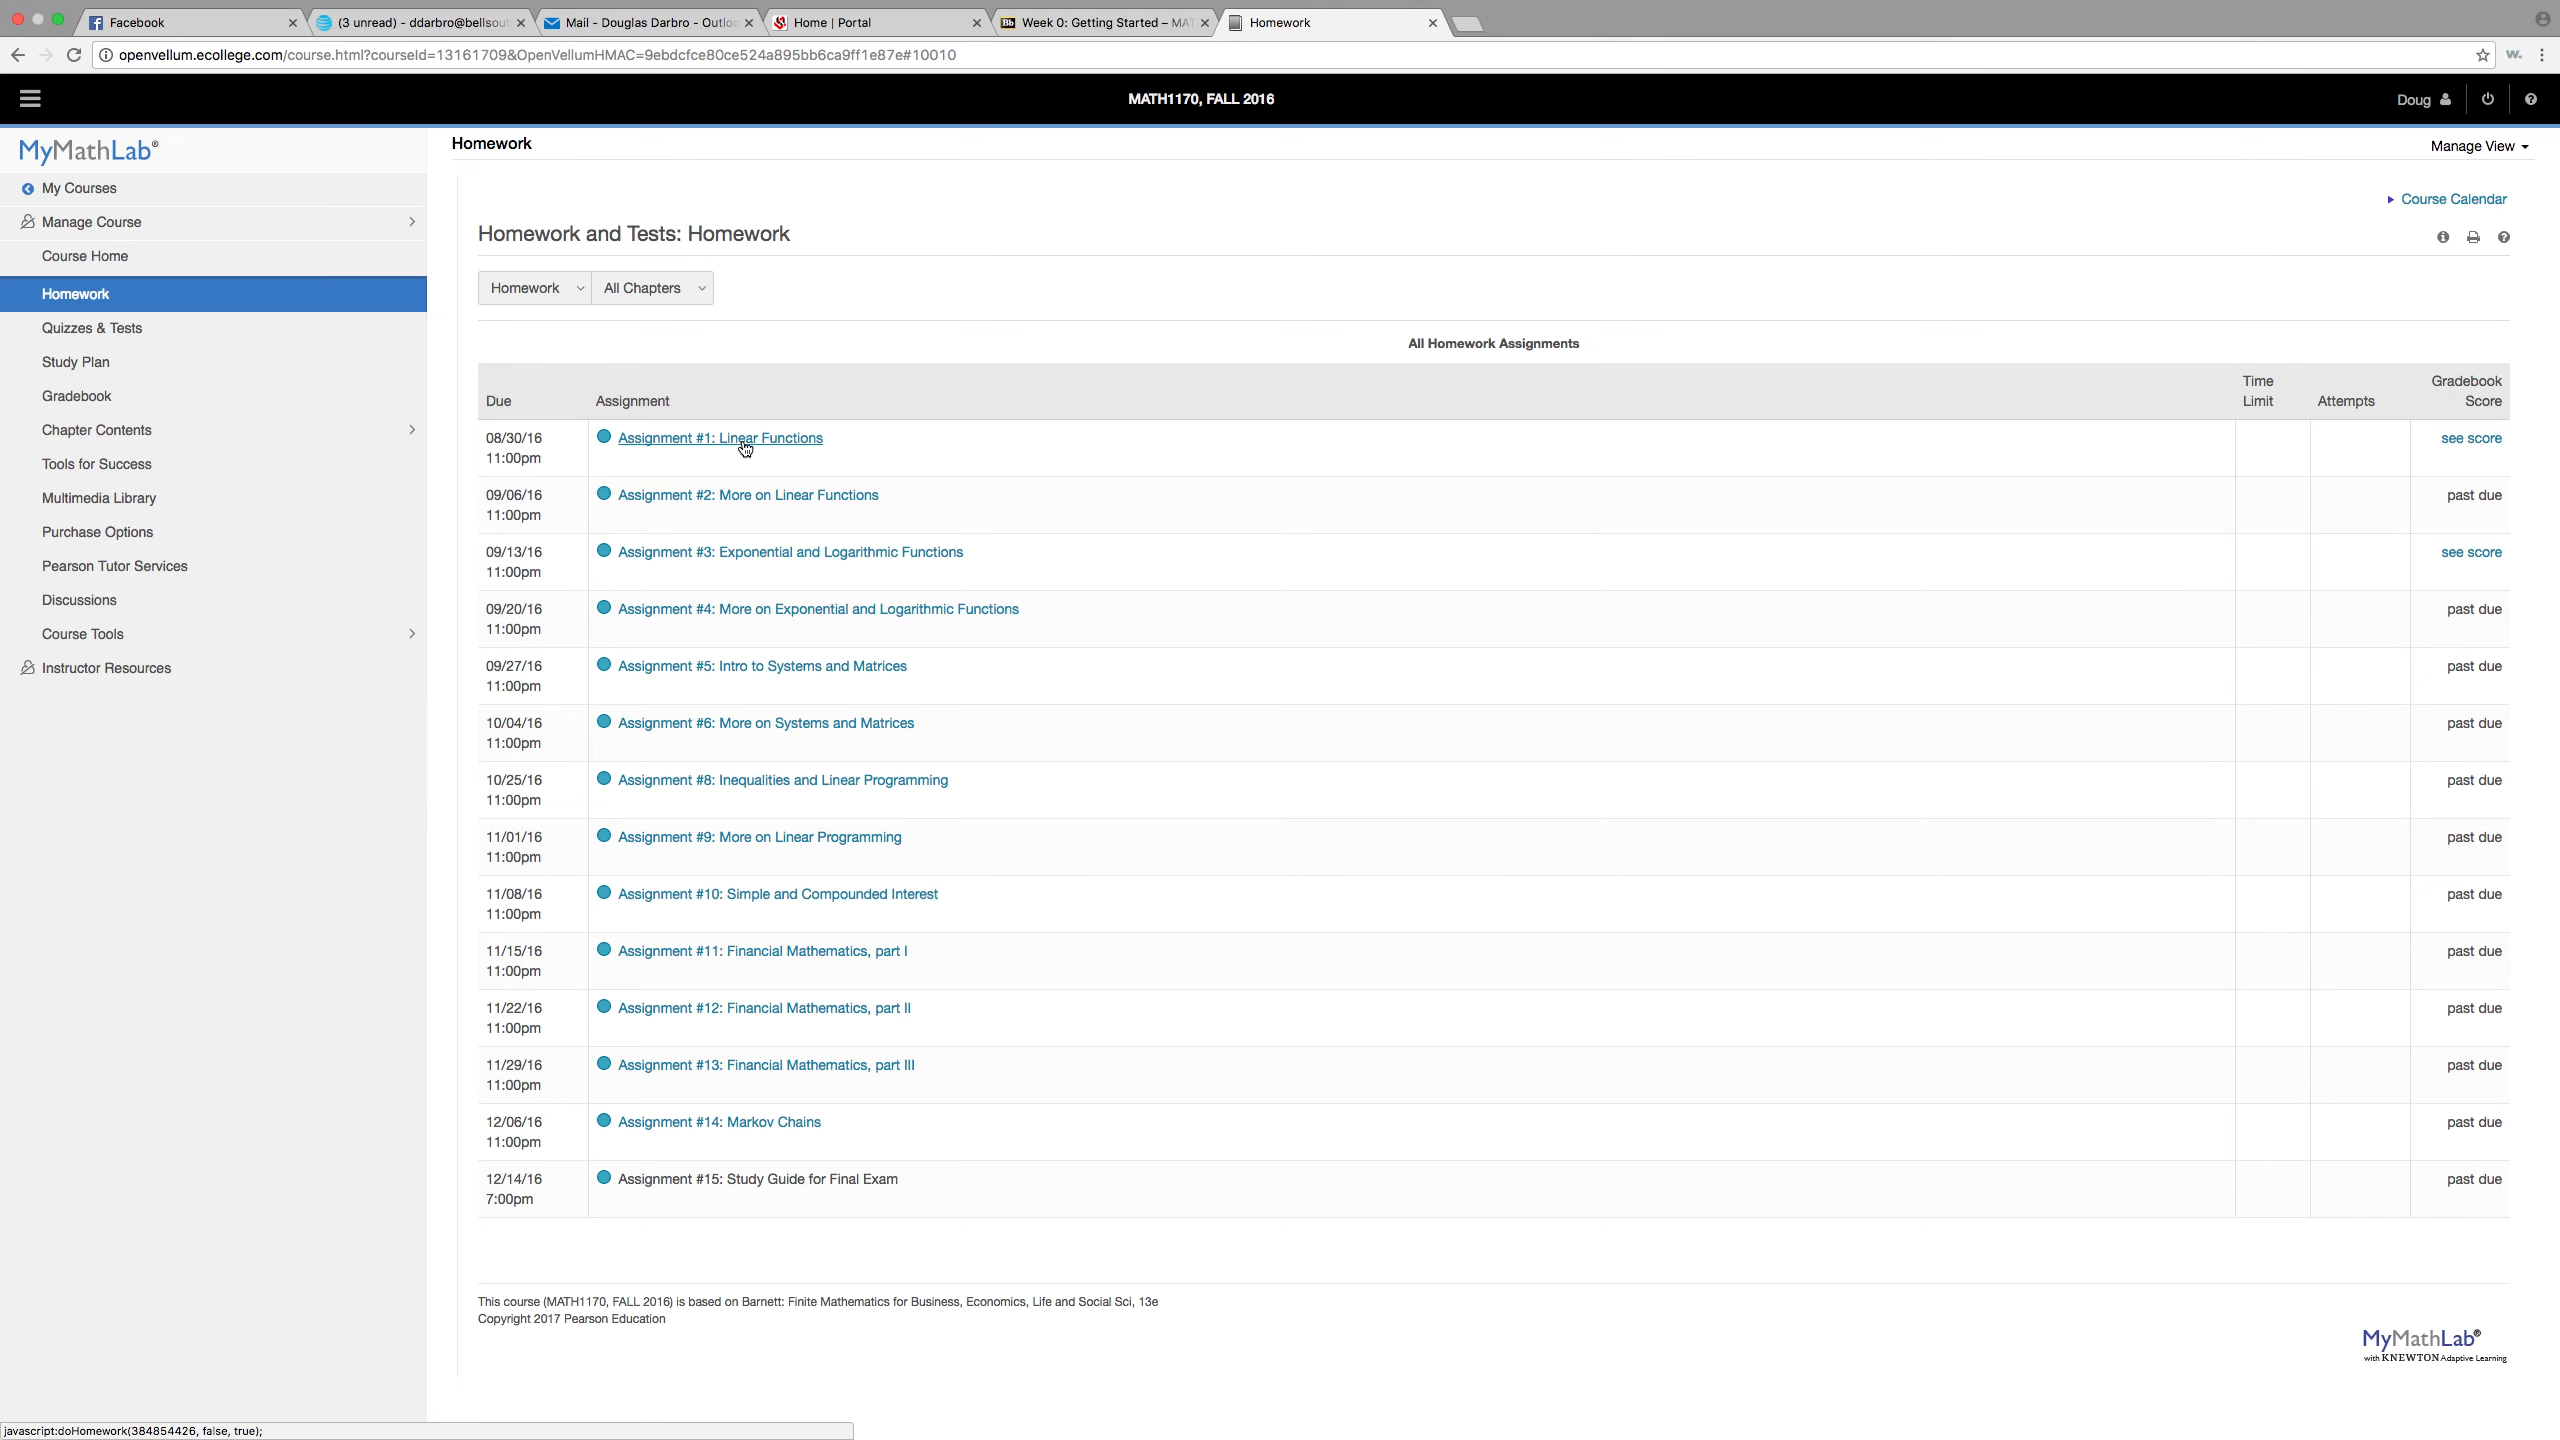 Facebook
(3 unread) - ddarbro@bellsout
Mail - Douglas Darbro - Outloo
Home | Portal
Bb Week 0: Getting Started – MAT
Homework
openvellum.ecollege.com/course.html?courseId=13161709&OpenVellumHMAC=9ebdcfce80ce524a895bb6ca9ff1e87e#10010
w.
MATH1170, FALL 2016
Doug
MyMathLab®
My Courses
Manage Course
Course Home
Homework
Quizzes & Tests
Study Plan
Gradebook
Chapter Contents
Tools for Success
Multimedia Library
Purchase Options
Pearson Tutor Services
Discussions
Course Tools
Instructor Resources
Homework
Manage View
Course Calendar
Homework and Tests: Homework
Homework All Chapters
All Homework Assignments
Due Assignment Time Limit Attempts Gradebook Score
08/30/16 Assignment #1: Linear Functions see score
11:00pm
09/06/16 Assignment #2: More on Linear Functions past due
11:00pm
09/13/16 Assignment #3: Exponential and Logarithmic Functions see score
11:00pm
09/20/16 Assignment #4: More on Exponential and Logarithmic Functions past due
11:00pm
09/27/16 Assignment #5: Intro to Systems and Matrices past due
11:00pm
10/04/16 Assignment #6: More on Systems and Matrices past due
11:00pm
10/25/16 Assignment #8: Inequalities and Linear Programming past due
11:00pm
11/01/16 Assignment #9: More on Linear Programming past due
11:00pm
11/08/16 Assignment #10: Simple and Compounded Interest past due
11:00pm
11/15/16 Assignment #11: Financial Mathematics, part I past due
11:00pm
11/22/16 Assignment #12: Financial Mathematics, part II past due
11:00pm
11/29/16 Assignment #13: Financial Mathematics, part III past due
11:00pm
12/06/16 Assignment #14: Markov Chains past due
11:00pm
12/14/16 Assignment #15: Study Guide for Final Exam past due
7:00pm
This course (MATH1170, FALL 2016) is based on Barnett: Finite Mathematics for Business, Economics, Life and Social Sci, 13e
Copyright 2017 Pearson Education
MyMathLab®
with KNEWTON Adaptive Learning
javascript:doHomework(384854426, false, true);